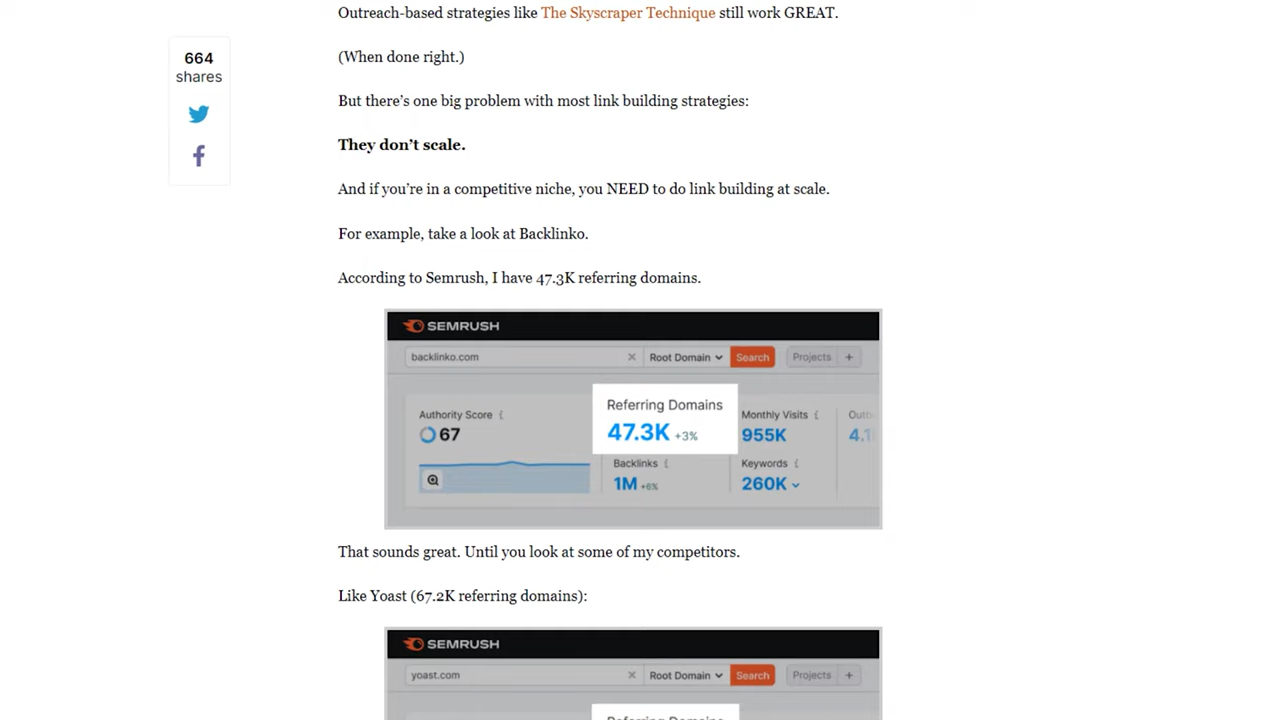 Outreach-based strategies like The Skyscraper Technique still work GREAT.
664
shares
(When done right.)
But there's one big problem with most link building strategies:
They don't scale.
And if you're in a competitive niche, you NEED to do link building at scale.
For example, take a look at Backlinko.
According to Semrush, I have 47.3K referring domains.
SEMRUSH
backlinko.com × Root Domain Search Projects +
Authority Score i
67
Referring Domains
47.3K +3%
Monthly Visits i
955K
4.1
Backlinks i
1M +6%
Keywords i
260K
That sounds great. Until you look at some of my competitors.
Like Yoast (67.2K referring domains):
SEMRUSH
yoast.com × Root Domain Search Projects +
Referring Domains